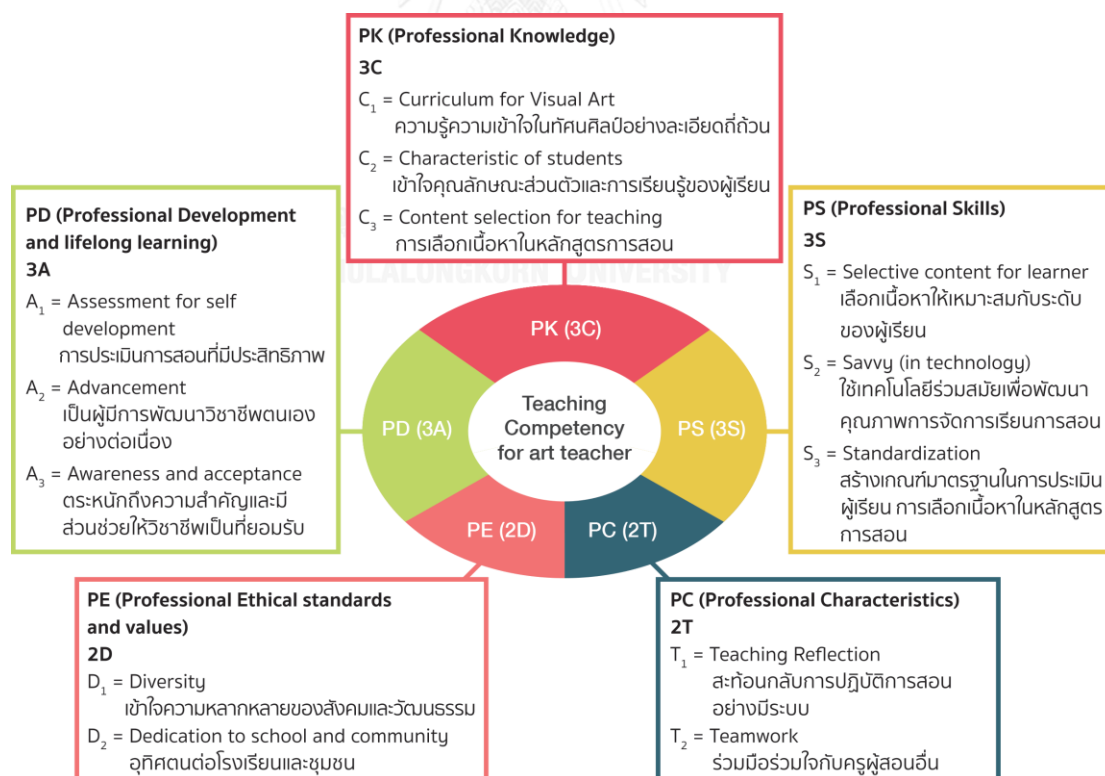 PK (Professional Knowledge)
3C
C₁ = Curriculum for Visual Art
ความรู้ความเข้าใจในทัศนศิลป์อย่างละเอียดถี่ถ้วน
C₂ = Characteristic of students
เข้าใจคุณลักษณะส่วนตัวและการเรียนรู้ของผู้เรียน
C₃ = Content selection for teaching
การเลือกเนื้อหาในหลักสูตรการสอน
PD (Professional Development
and lifelong learning)
3A
A₁ = Assessment for self
development
การประเมินการสอนที่มีประสิทธิภาพ
A₂ = Advancement
เป็นผู้มีการพัฒนาวิชาชีพตนเอง
อย่างต่อเนื่อง
A₃ = Awareness and acceptance
ตระหนักถึงความสำคัญและมี
ส่วนช่วยให้วิชาชีพเป็นที่ยอมรับ
PS (Professional Skills)
3S
S₁ = Selective content for learner
เลือกเนื้อหาให้เหมาะสมกับระดับ
ของผู้เรียน
S₂ = Savvy (in technology)
ใช้เทคโนโลยีร่วมสมัยเพื่อพัฒนา
คุณภาพการจัดการเรียนการสอน
S₃ = Standardization
สร้างเกณฑ์มาตรฐานในการประเมิน
ผู้เรียน การเลือกเนื้อหาในหลักสูตร
การสอน
ULALONGKORN UNIVERSITY
PK (3C)
PD (3A)
Teaching
Competency
for art teacher
PS (3S)
PE (2D)
PC (2T)
PE (Professional Ethical standards
and values)
2D
D₁ = Diversity
เข้าใจความหลากหลายของสังคมและวัฒนธรรม
D₂ = Dedication to school and community
อุทิศตนต่อโรงเรียนและชุมชน
PC (Professional Characteristics)
2T
T₁ = Teaching Reflection
สะท้อนกลับการปฏิบัติการสอน
อย่างมีระบบ
T₂ = Teamwork
ร่วมมือร่วมใจกับครูผู้สอนอื่น